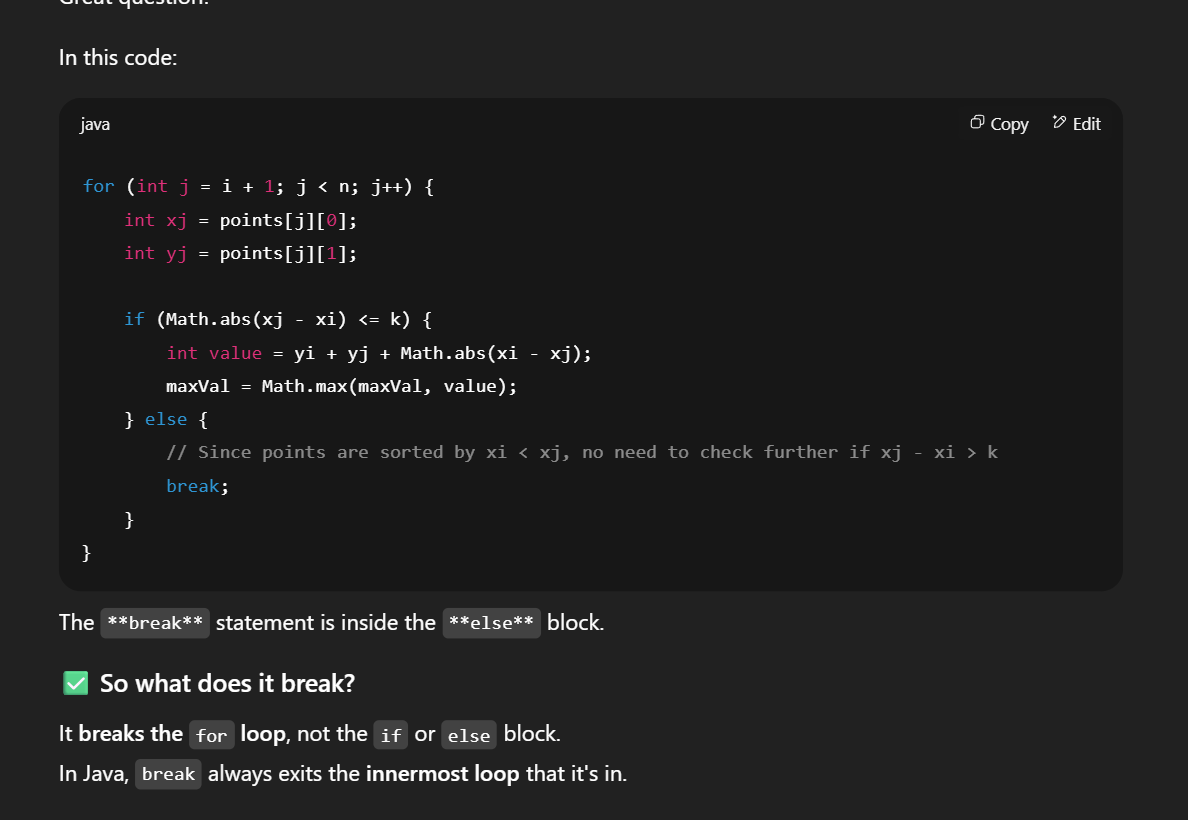 Great question!
In this code:
java
Copy Edit
for (int j = i + 1; j < n; j++) {
    int xj = points[j][0];
    int yj = points[j][1];
    if (Math.abs(xj - xi) <= k) {
        int value = yi + yj + Math.abs(xi - xj);
        maxVal = Math.max(maxVal, value);
    } else {
        // Since points are sorted by xi < xj, no need to check further if xj - xi > k
        break;
    }
}
The **break** statement is inside the **else** block.
✅ So what does it break?
It breaks the for loop, not the if or else block.
In Java, break always exits the innermost loop that it's in.